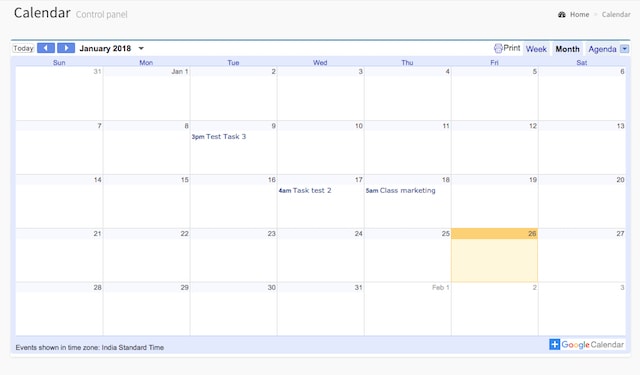 Calendar Control panel
Home > Calendar
Today January 2018 Print Week Month Agenda
Sun Mon Tue Wed Thu Fri Sat
31 Jan 1 2 3 4 5 6
7 8 9 10 11 12 13
3pm Test Task 3
14 15 16 17 18 19 20
4am Task test 2 5am Class marketing
21 22 23 24 25 26 27
28 29 30 31 Feb 1 2 3
Events shown in time zone: India Standard Time
Google Calendar